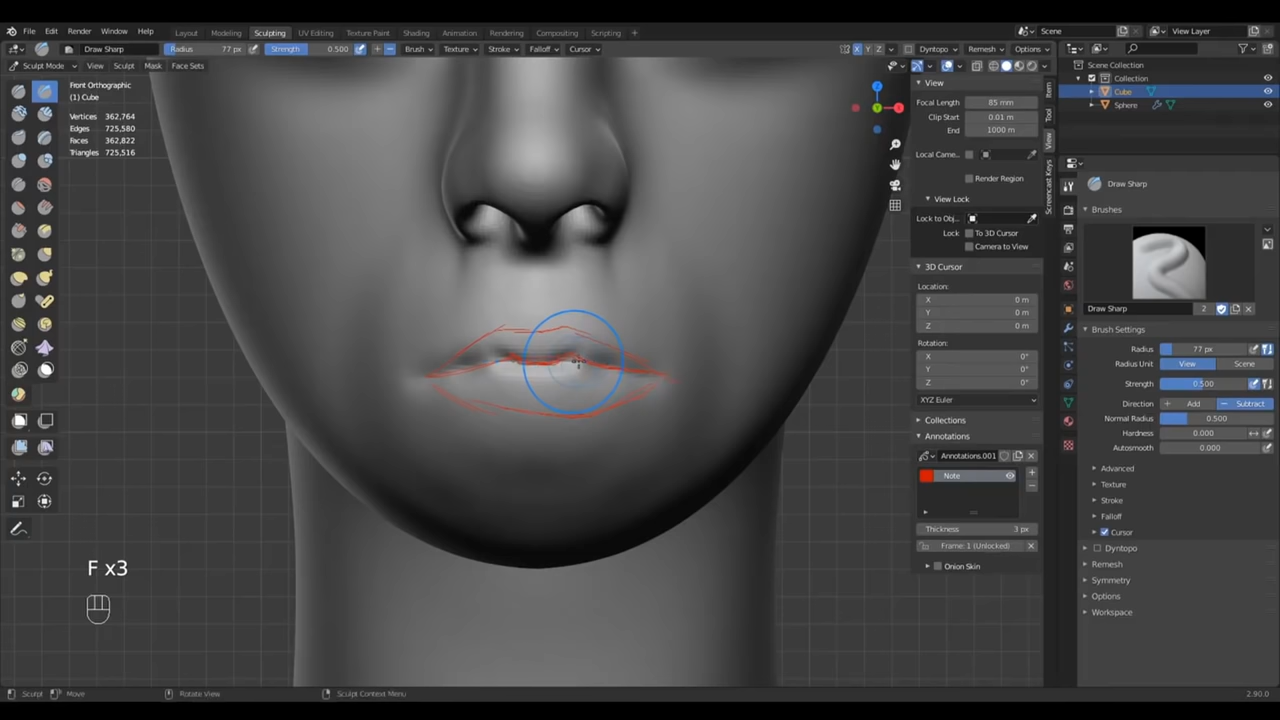 File Edit Render Window Help Layout Modeling Sculpting UV Editing Texture Paint Shading Animation Rendering Compositing Scripting Scene View Layer
Draw Sharp Radius 77 px Strength 0.500 Brush Texture Stroke Falloff Cursor X Y Z Dyntopo Remesh Options
Sculpt Mode View Sculpt Mask Face Sets
Scene Collection
Collection
Cube
Sphere
Front Orthographic
(1) Cube
Vertices 362,764
Edges 725,580
Faces 362,822
Triangles 725,516
Z
X
Y
View
Focal Length 85 mm
Clip Start 0.01 m
End 1000 m
Local Came...
Render Region
View Lock
Lock to Obj...
Lock To 3D Cursor
Camera to View
3D Cursor
Location:
X 0 m
Y 0 m
Z 0 m
Rotation:
X 0°
Y 0°
Z 0°
XYZ Euler
Collections
Annotations
Annotations.001
Note
Thickness 3 px
Frame: 1 (Unlocked)
Onion Skin
Item
Tool
View
Screencast Keys
Draw Sharp
Brushes
Draw Sharp 2
Brush Settings
Radius 77 px
Radius Unit View Scene
Strength 0.500
Direction + Add − Subtract
Normal Radius 0.500
Hardness 0.000
Autosmooth 0.000
Advanced
Texture
Stroke
Falloff
Cursor
Dyntopo
Remesh
Symmetry
Options
Workspace
F x3
Sculpt Move Rotate View Sculpt Context Menu 2.90.0